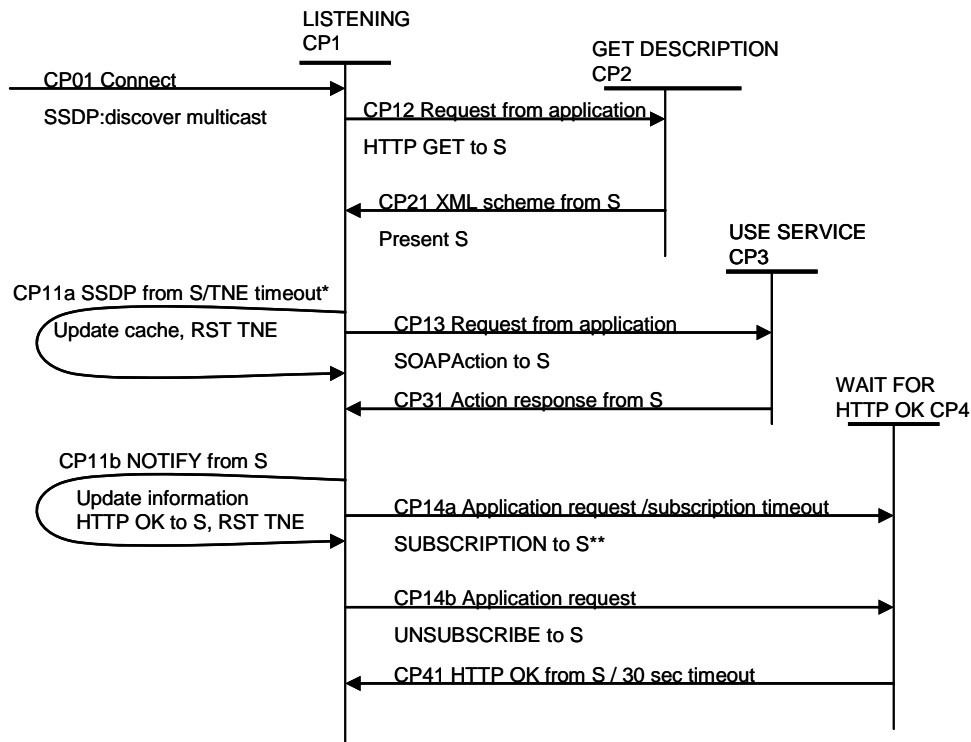 LISTENING
CP1
GET DESCRIPTION
CP2
CP01 Connect
SSDP:discover multicast
CP12 Request from application
HTTP GET to S
CP21 XML scheme from S
Present S
USE SERVICE
CP3
CP11a SSDP from S/TNE timeout*
Update cache, RST TNE
CP13 Request from application
SOAPAction to S
CP31 Action response from S
WAIT FOR
HTTP OK CP4
CP11b NOTIFY from S
Update information
HTTP OK to S, RST TNE
CP14a Application request /subscription timeout
SUBSCRIPTION to S**
CP14b Application request
UNSUBSCRIBE to S
CP41 HTTP OK from S / 30 sec timeout